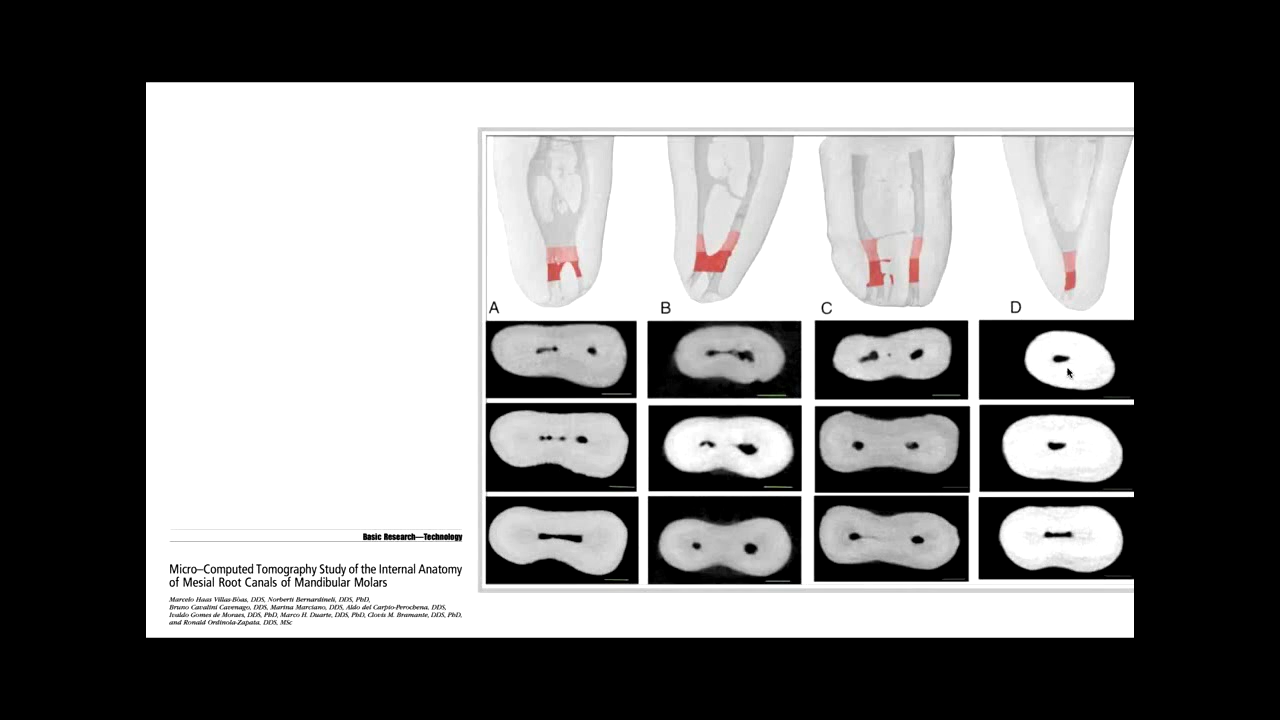 A B C D
Basic Research—Technology
Micro–Computed Tomography Study of the Internal Anatomy
of Mesial Root Canals of Mandibular Molars
Marcelo Haas Villas-Bôas, DDS, Norberti Bernardineli, DDS, PhD,
Bruno Cavalini Cavenago, DDS, Marina Marciano, DDS, Aldo del Carpio-Perochena, DDS,
Ivaldo Gomes de Moraes, DDS, PhD, Marco H. Duarte, DDS, PhD, Clovis M. Bramante, DDS, PhD,
and Ronald Ordinola-Zapata, DDS, MSc